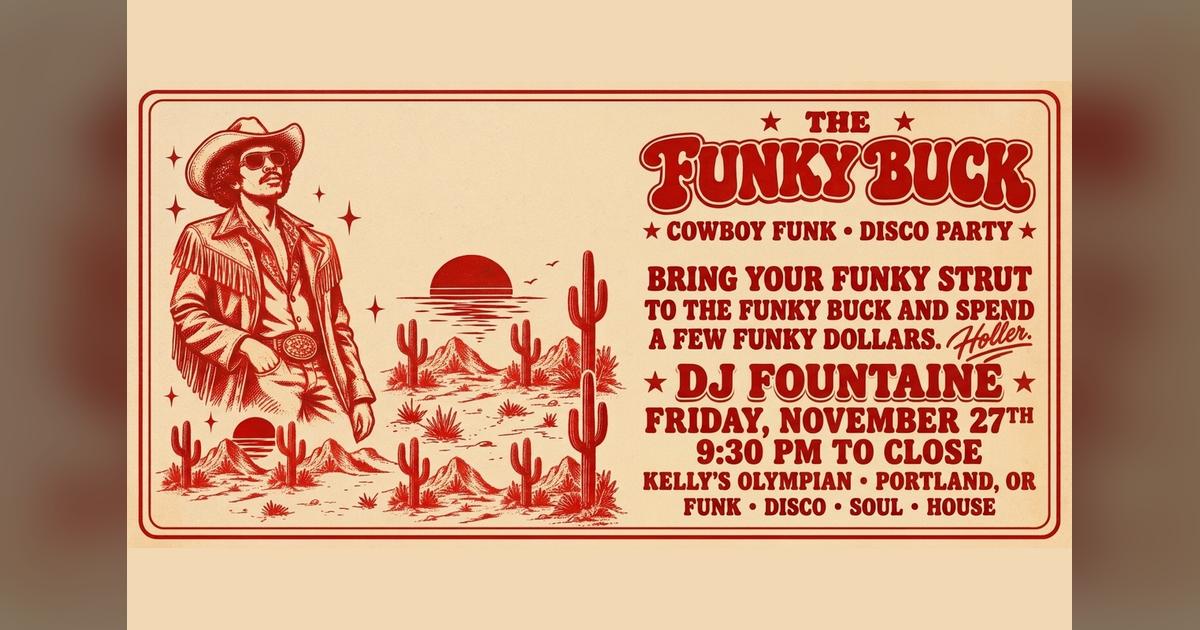 ★ THE ★
FUNKY BUCK
★ COWBOY FUNK • DISCO PARTY ★
BRING YOUR FUNKY STRUT
TO THE FUNKY BUCK AND SPEND
A FEW FUNKY DOLLARS. Holler.
★ DJ FOUNTAINE ★
FRIDAY, NOVEMBER 27TH
9:30 PM TO CLOSE
KELLY'S OLYMPIAN • PORTLAND, OR
FUNK • DISCO • SOUL • HOUSE